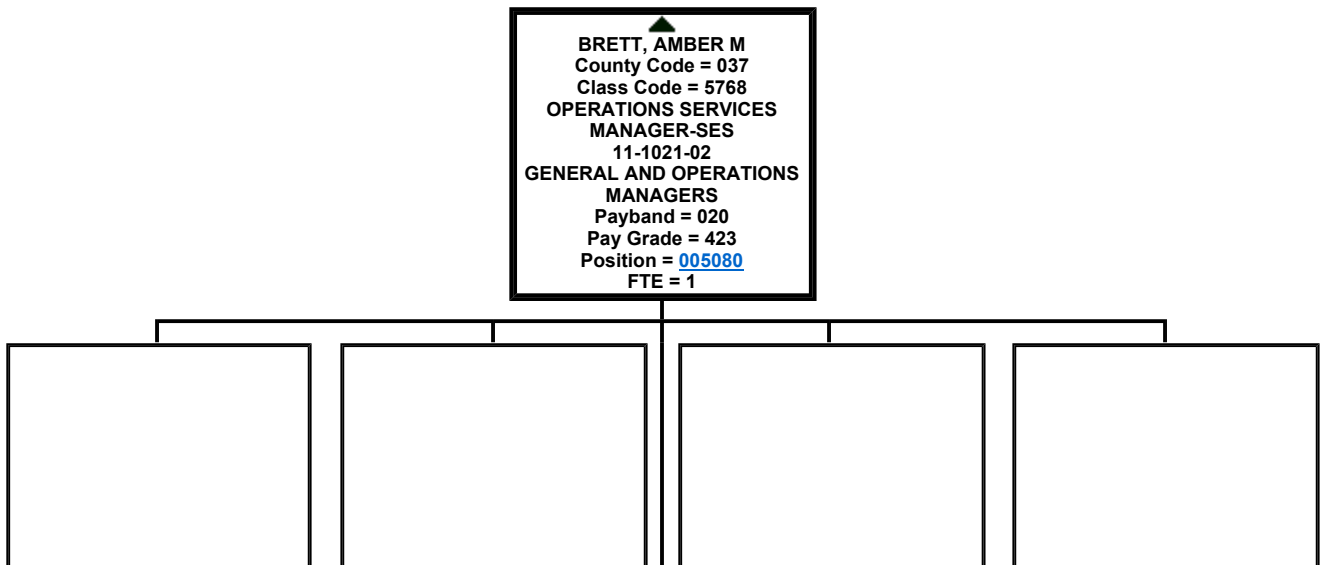 BRETT, AMBER M
County Code = 037
Class Code = 5768
OPERATIONS SERVICES
MANAGER-SES
11-1021-02
GENERAL AND OPERATIONS
MANAGERS
Payband = 020
Pay Grade = 423
Position = 005080
FTE = 1